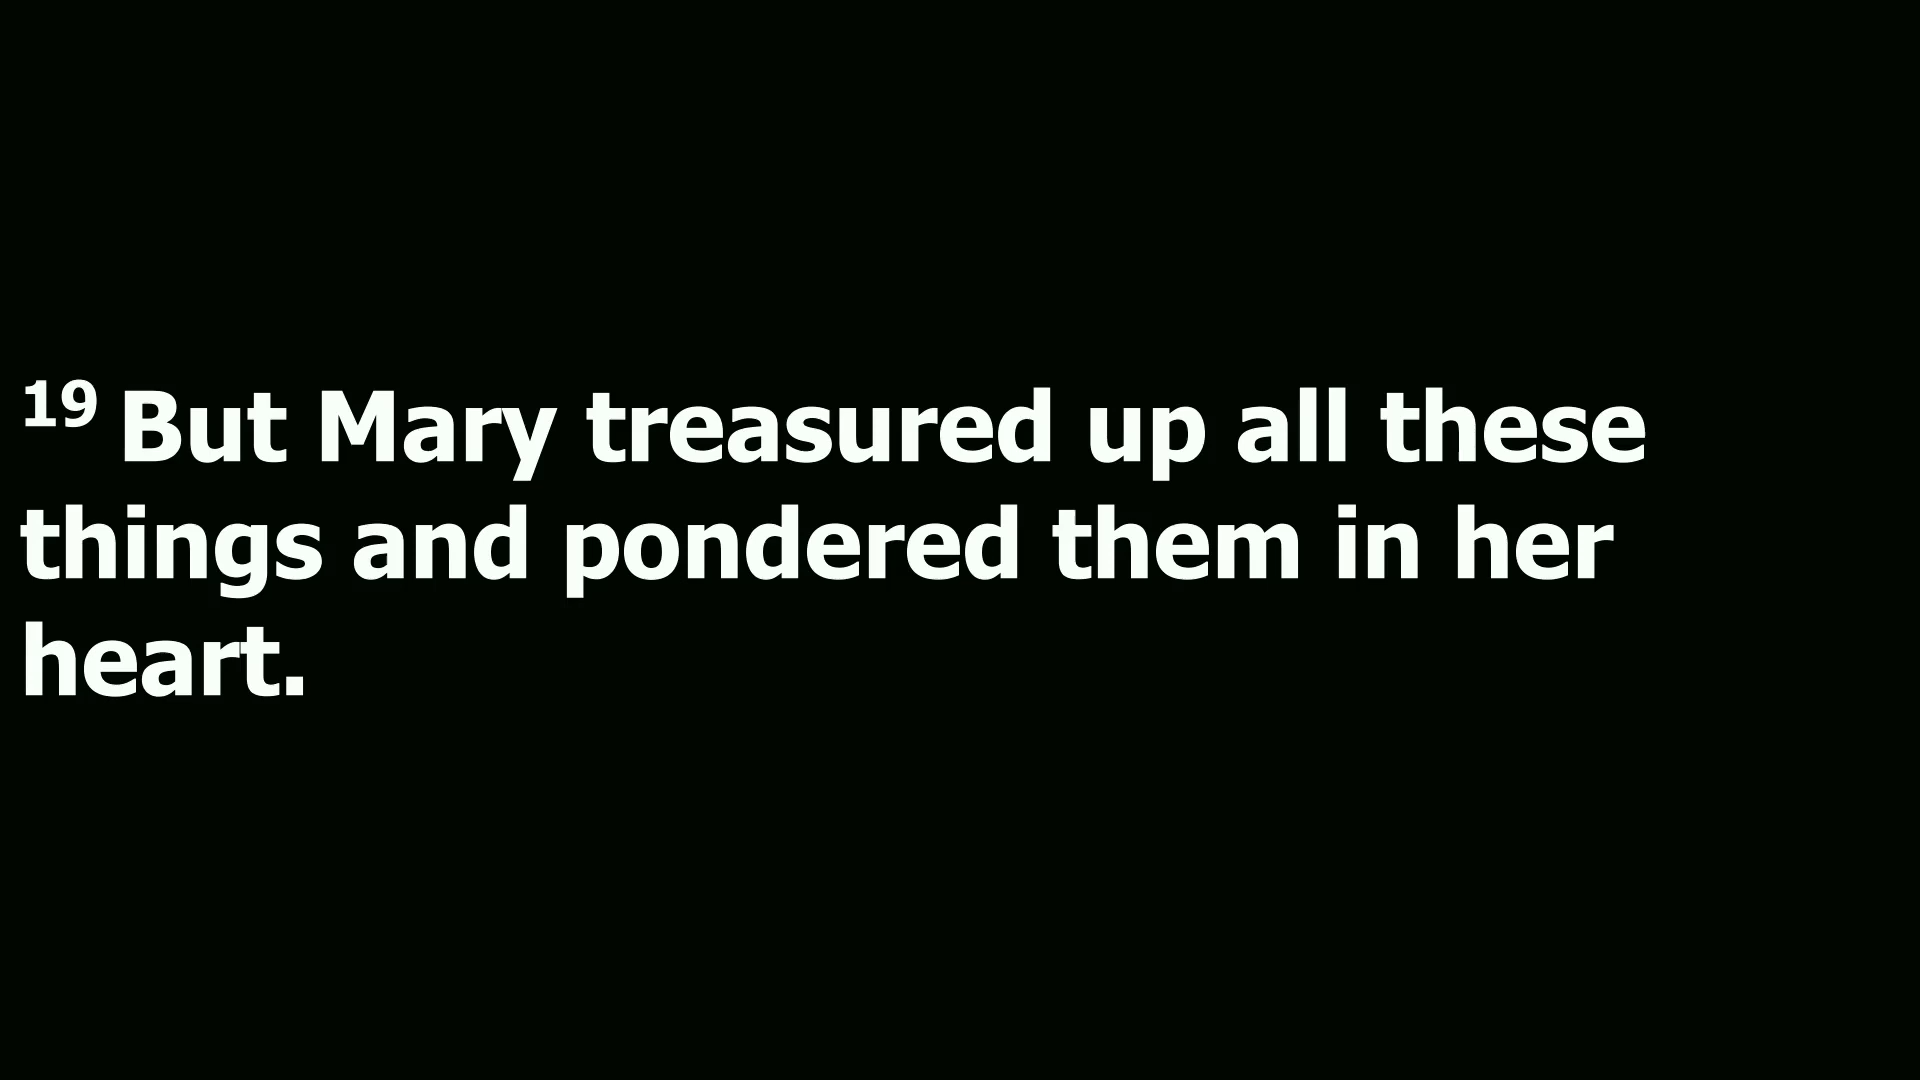 19 But Mary treasured up all these
things and pondered them in her
heart.